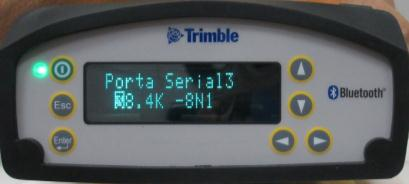 Trimble
Porta Serial3
38.4K -8N1
Esc
Bluetooth®
Enter